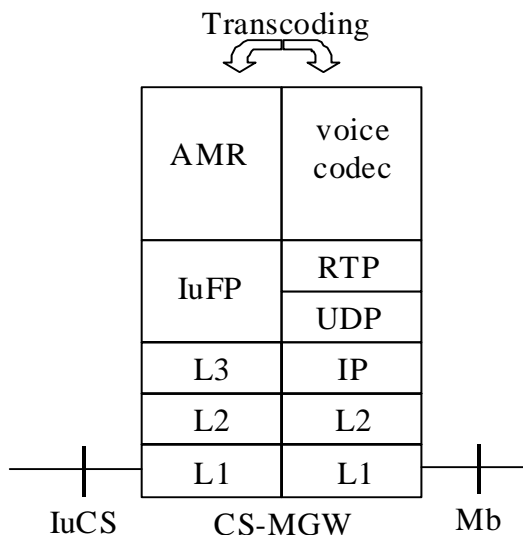 Transcoding
AMR
voice
codec
IuFP
RTP
UDP
L3
IP
L2
L2
L1
L1
IuCS
CS-MGW
Mb